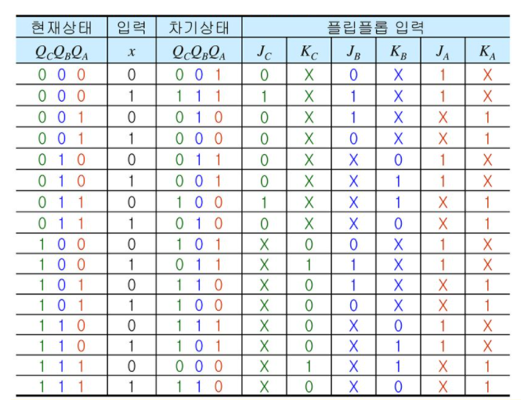 현재상태 입력 차기상태 플립플롭 입력
Q_C Q_B Q_A x Q_C Q_B Q_A J_C K_C J_B K_B J_A K_A
0 0 0 0 0 0 1 0 X 0 X 1 X
0 0 0 1 1 1 1 1 X 1 X 1 X
0 0 1 0 0 1 0 0 X 1 X X 1
0 0 1 1 0 0 0 0 X 0 X X 1
0 1 0 0 0 1 1 0 X X 0 1 X
0 1 0 1 0 0 1 0 X X 1 1 X
0 1 1 0 1 0 0 1 X X 1 X 1
0 1 1 1 0 1 0 0 X X 0 X 1
1 0 0 0 1 0 1 X 0 0 X 1 X
1 0 0 1 0 1 1 X 1 1 X 1 X
1 0 1 0 1 1 0 X 0 1 X X 1
1 0 1 1 1 0 0 X 0 0 X X 1
1 1 0 0 1 1 1 X 0 X 0 1 X
1 1 0 1 1 0 1 X 0 X 1 1 X
1 1 1 0 0 0 0 X 1 X 1 X 1
1 1 1 1 1 1 0 X 0 X 0 X 1